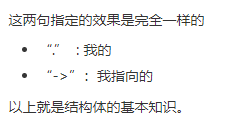 这两句指定的效果是完全一样的
• “.” ：我的
• “->”：我指向的
以上就是结构体的基本知识。